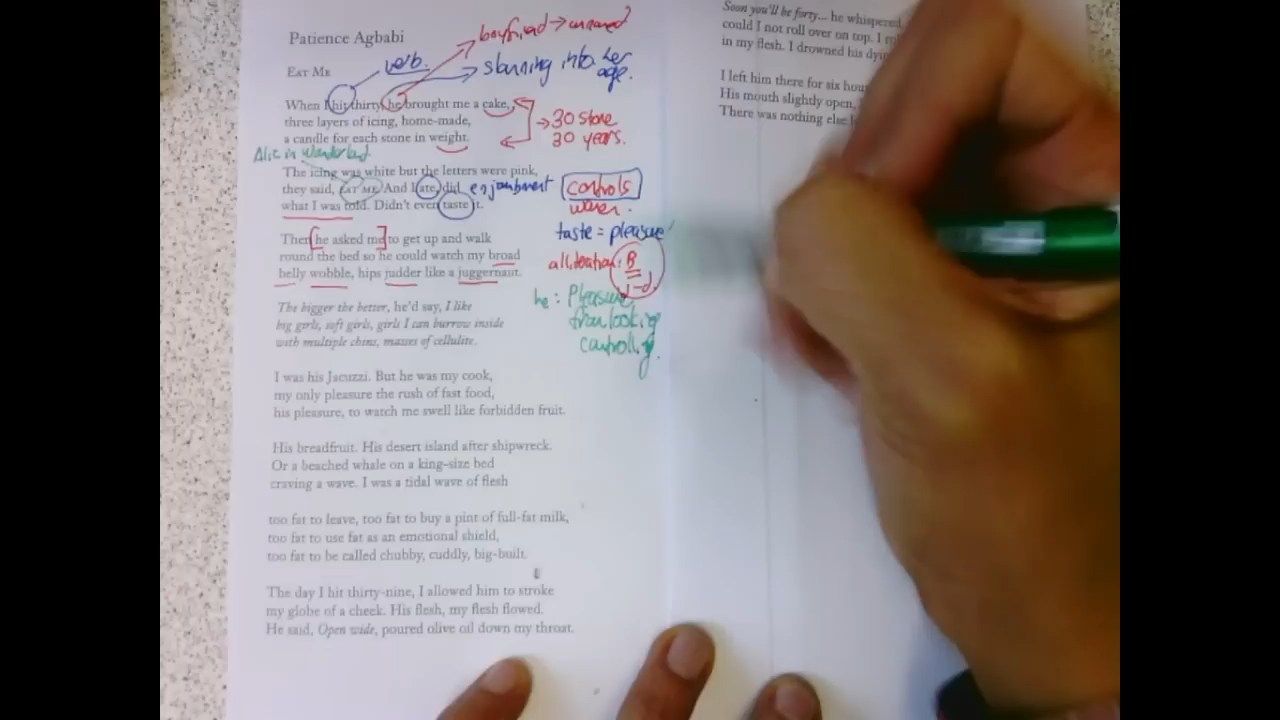 Patience Agbabi
EAT ME
verb.
boyfriend → unnamed?
slamming into her
age.
When I hit thirty, he brought me a cake,
three layers of icing, home-made,
a candle for each stone in weight.
30 stone
30 years.
Alice in Wonderland
The icing was white but the letters were pink,
they said, EAT ME. And I ate, did
what I was told. Didn't even taste it.
enjambment
controls
women.
taste = pleasure
Then he asked me to get up and walk
round the bed so he could watch my broad
belly wobble, hips judder like a juggernaut.
alliteration: B
J-d.
he: Pleasure
from looking
controlling.
The bigger the better, he'd say, I like
big girls, soft girls, girls I can burrow inside
with multiple chins, masses of cellulite.
I was his Jacuzzi. But he was my cook,
my only pleasure the rush of fast food,
his pleasure, to watch me swell like forbidden fruit.
His breadfruit. His desert island after shipwreck.
Or a beached whale on a king-size bed
craving a wave. I was a tidal wave of flesh
too fat to leave, too fat to buy a pint of full-fat milk,
too fat to use fat as an emotional shield,
too fat to be called chubby, cuddly, big-built.
The day I hit thirty-nine, I allowed him to stroke
my globe of a cheek. His flesh, my flesh flowed.
He said, Open wide, poured olive oil down my throat.
Soon you'll be forty... he whispered
could I not roll over on top. I
in my flesh. I drowned his
I left him there for six
His mouth slightly open,
There was nothing else